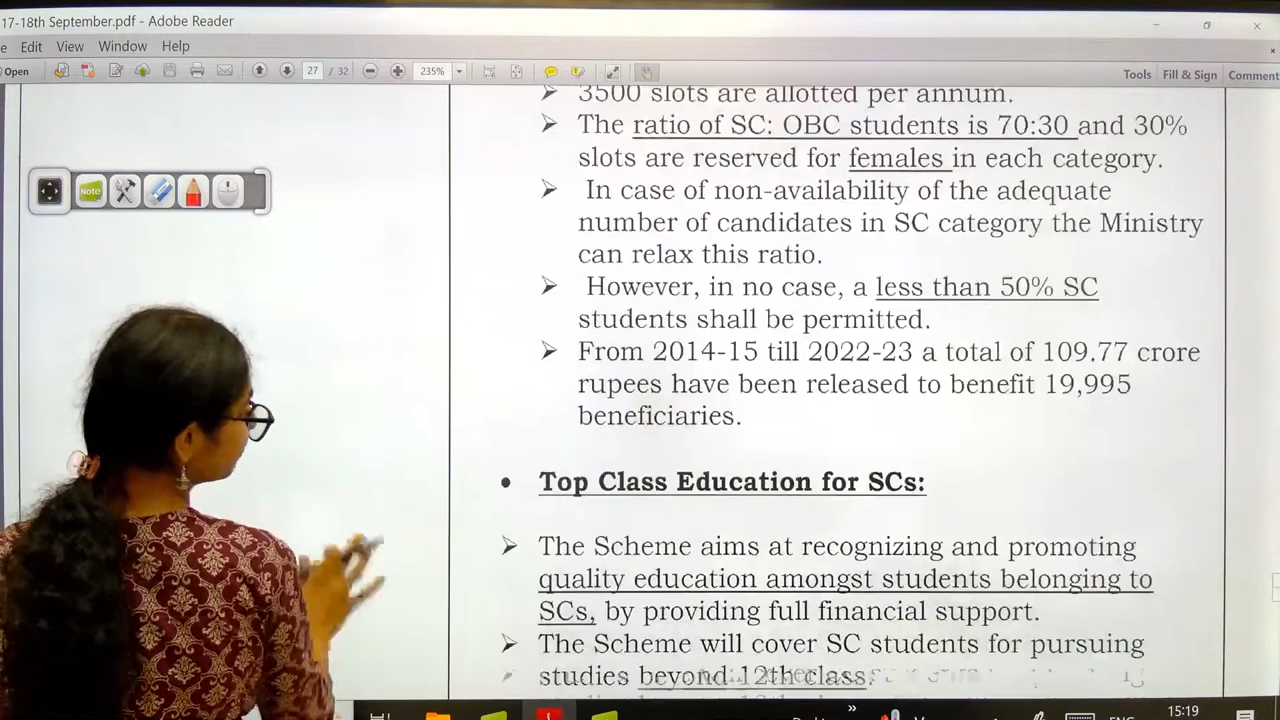 17-18th September.pdf - Adobe Reader
e Edit View Window Help
Open 27 / 32 235% Tools Fill & Sign Comment
3500 slots are allotted per annum.
➢ The ratio of SC: OBC students is 70:30 and 30%
slots are reserved for females in each category.
➢ In case of non-availability of the adequate
number of candidates in SC category the Ministry
can relax this ratio.
➢ However, in no case, a less than 50% SC
students shall be permitted.
➢ From 2014-15 till 2022-23 a total of 109.77 crore
rupees have been released to benefit 19,995
beneficiaries.
Note
• Top Class Education for SCs:
➢ The Scheme aims at recognizing and promoting
quality education amongst students belonging to
SCs, by providing full financial support.
➢ The Scheme will cover SC students for pursuing
studies beyond 12th class.
15:19